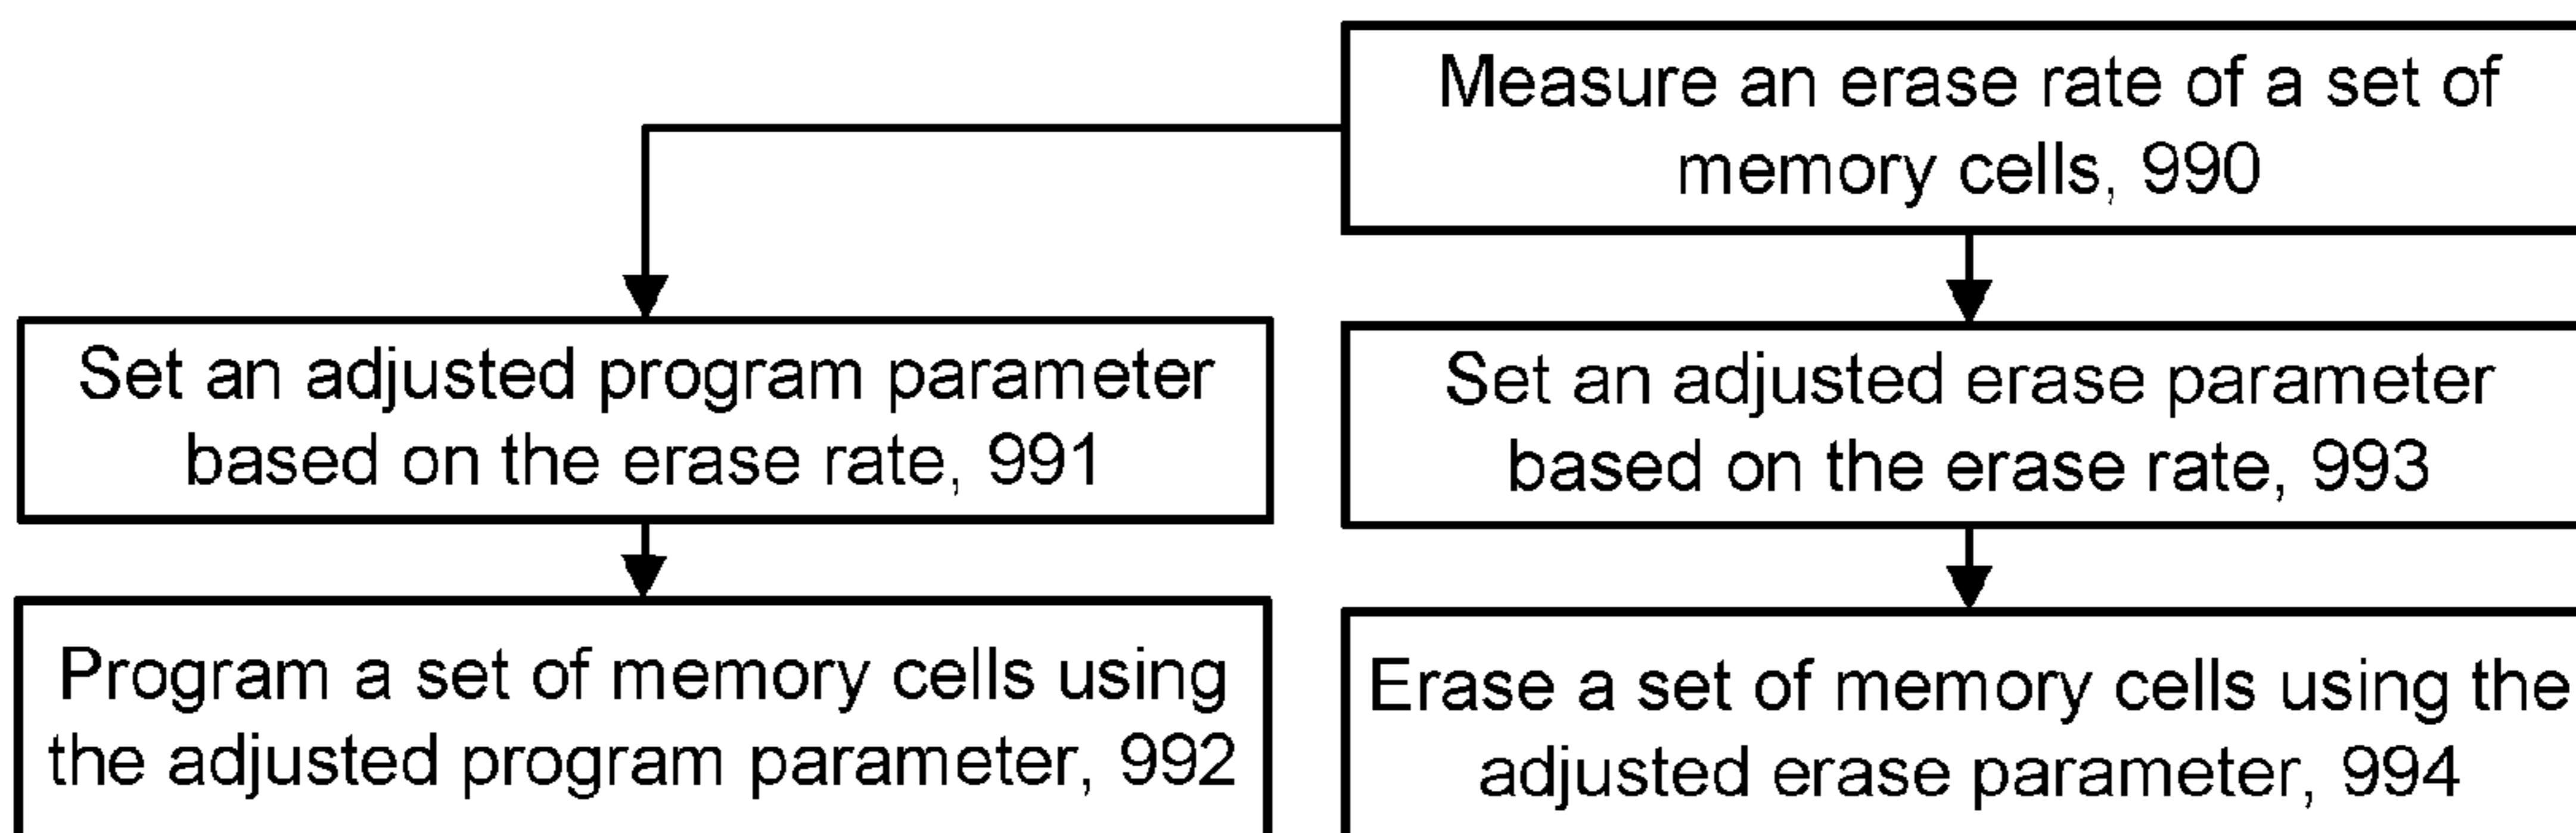 Measure an erase rate of a set of
memory cells, 990
Set an adjusted program parameter
based on the erase rate, 991
Set an adjusted erase parameter
based on the erase rate, 993
Program a set of memory cells using
the adjusted program parameter, 992
Erase a set of memory cells using the
adjusted erase parameter, 994